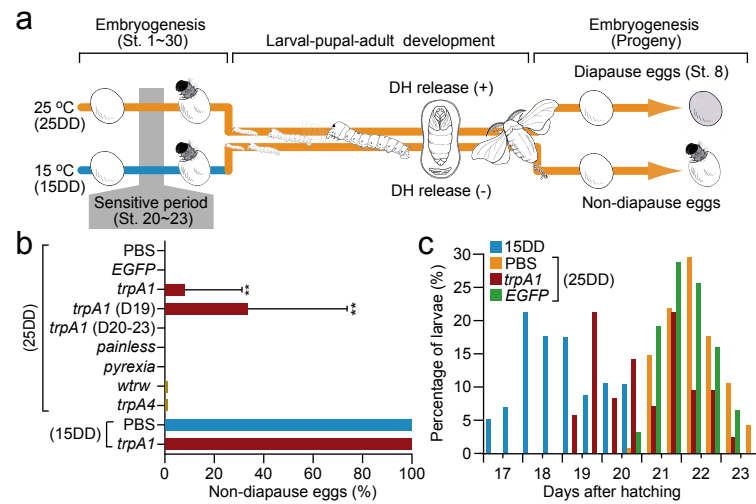 a
Embryogenesis
(St. 1~30)
Larval-pupal-adult development
Embryogenesis
(Progeny)
Diapause eggs (St. 8)
25 ºC
(25DD)
DH release (+)
15 ºC
(15DD)
DH release (-)
Sensitive period
(St. 20~23)
Non-diapause eggs
b
(25DD)
PBS
EGFP
trpA1
**
trpA1 (D19)
**
trpA1 (D20-23)
painless
pyrexia
wtrw
trpA4
(15DD)
PBS
trpA1
0 20 40 60 80 100
Non-diapause eggs (%)
c
15DD
PBS
trpA1
EGFP
(25DD)
Percentage of larvae (%)
30
25
20
15
10
5
0
17 18 19 20 21 22 23
Days after hatching